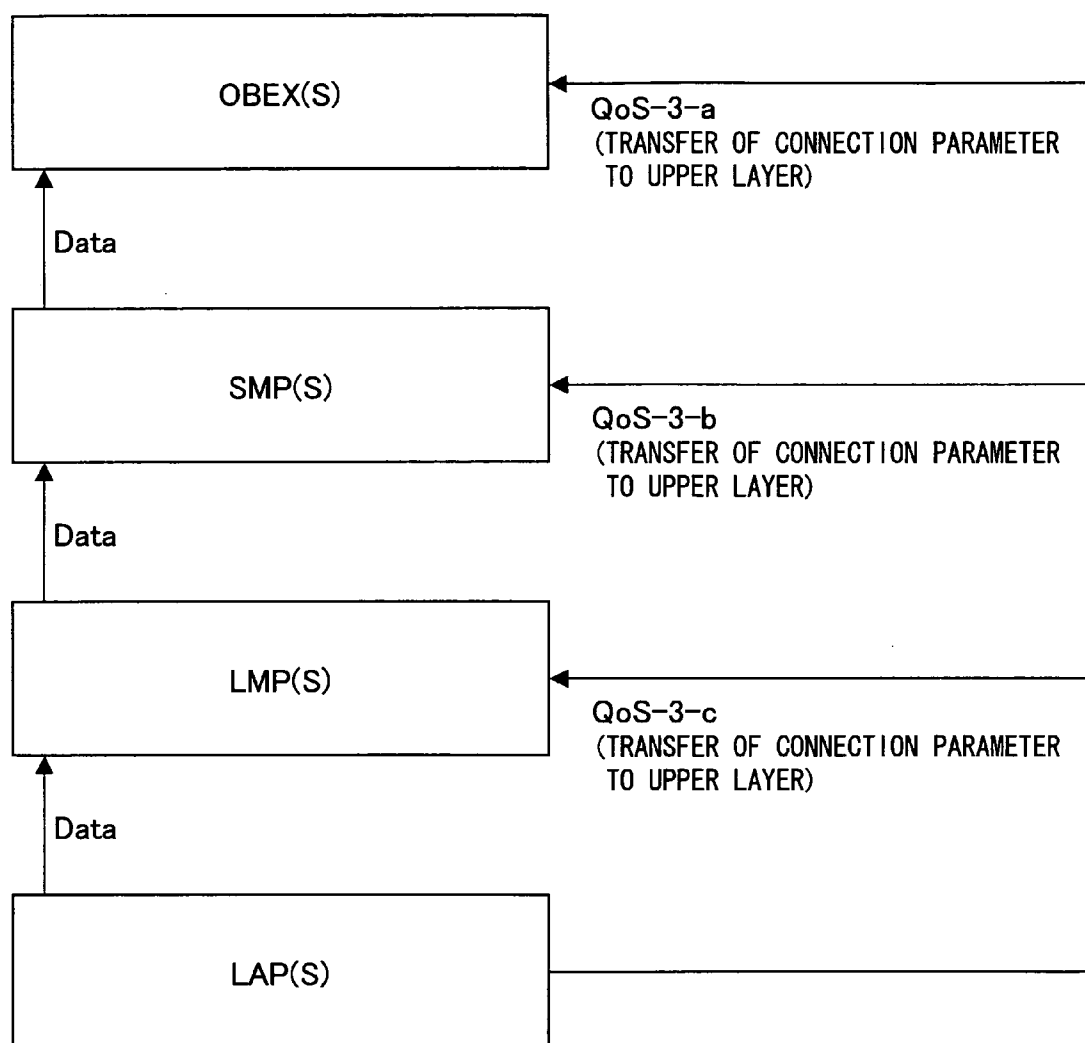 OBEX(S)
QoS-3-a
(TRANSFER OF CONNECTION PARAMETER
TO UPPER LAYER)
Data
SMP(S)
QoS-3-b
(TRANSFER OF CONNECTION PARAMETER
TO UPPER LAYER)
Data
LMP(S)
QoS-3-c
(TRANSFER OF CONNECTION PARAMETER
TO UPPER LAYER)
Data
LAP(S)